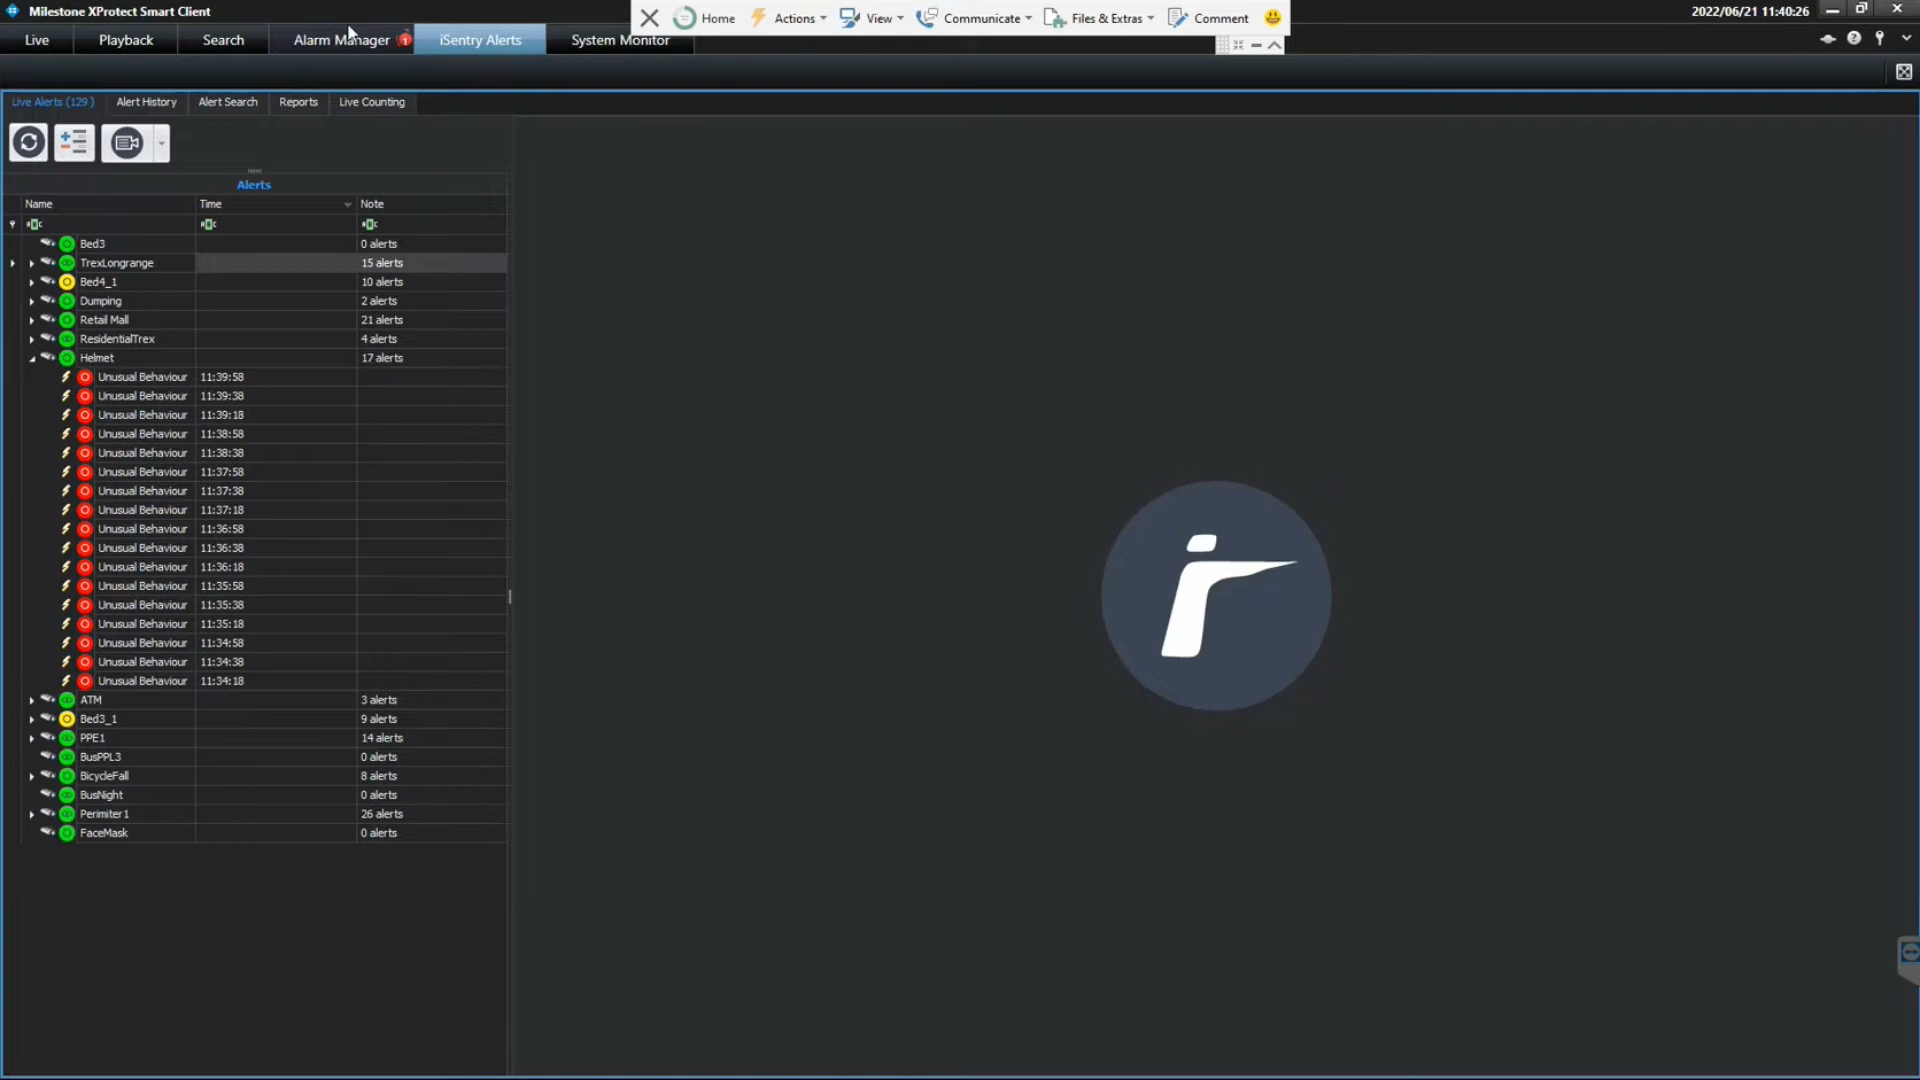 Milestone XProtect Smart Client
Home Actions View Communicate Files & Extras Comment
2022/06/21 11:40:26
Live Playback Search Alarm Manager 1 iSentry Alerts System Monitor
Live Alerts (129 ) Alert History Alert Search Reports Live Counting
Alerts
Name Time Note
Bed3 0 alerts
TrexLongrange 15 alerts
Bed4_1 10 alerts
Dumping 2 alerts
Retail Mall 21 alerts
ResidentialTrex 4 alerts
Helmet 17 alerts
Unusual Behaviour 11:39:58
Unusual Behaviour 11:39:38
Unusual Behaviour 11:39:18
Unusual Behaviour 11:38:58
Unusual Behaviour 11:38:38
Unusual Behaviour 11:37:58
Unusual Behaviour 11:37:38
Unusual Behaviour 11:37:18
Unusual Behaviour 11:36:58
Unusual Behaviour 11:36:38
Unusual Behaviour 11:36:18
Unusual Behaviour 11:35:58
Unusual Behaviour 11:35:38
Unusual Behaviour 11:35:18
Unusual Behaviour 11:34:58
Unusual Behaviour 11:34:38
Unusual Behaviour 11:34:18
ATM 3 alerts
Bed3_1 9 alerts
PPE1 14 alerts
BusPPL3 0 alerts
BicycleFall 8 alerts
BusNight 0 alerts
Perimiter1 26 alerts
FaceMask 0 alerts